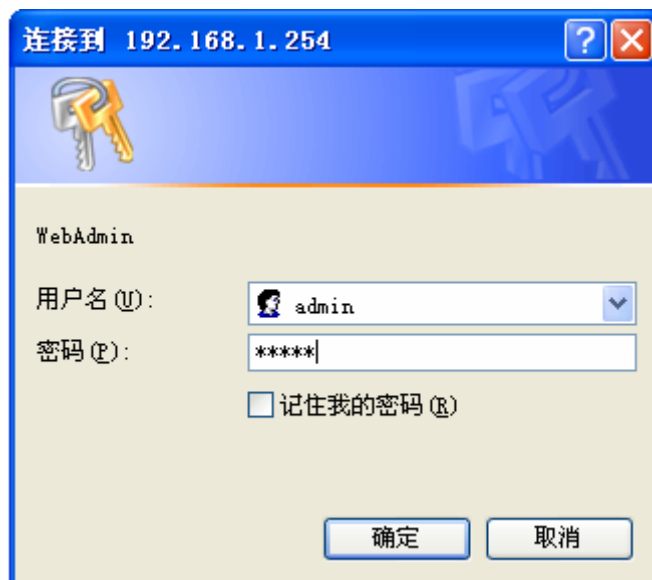 连接到 192.168.1.254
WebAdmin
用户名(U):
admin
密码(P):
*****
记住我的密码(R)
确定
取消